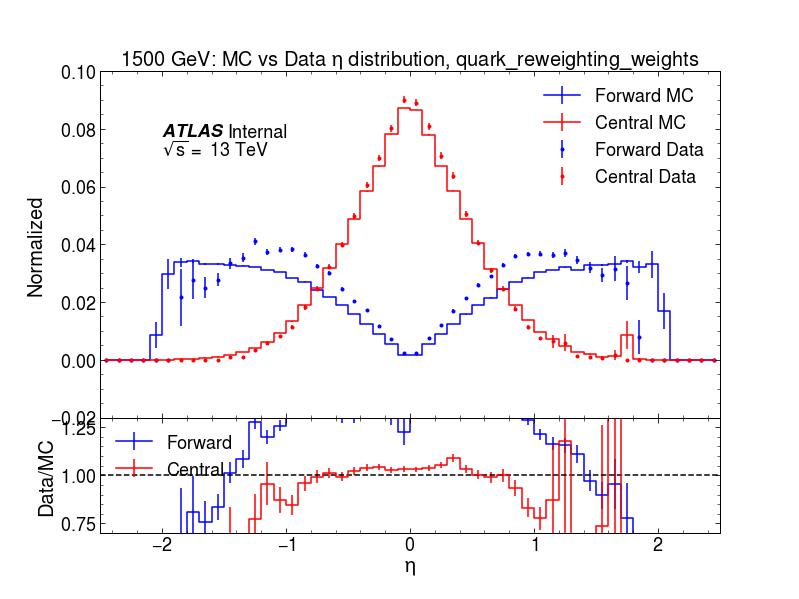 1500 GeV: MC vs Data η distribution, quark_reweighting_weights
0.10
0.08
0.06
0.04
0.02
0.00
−0.02
Normalized
ATLAS Internal
√s = 13 TeV
Forward MC
Central MC
Forward Data
Central Data
1.25
1.00
0.75
Data/MC
Forward
Central
−2
−1
0
1
2
η